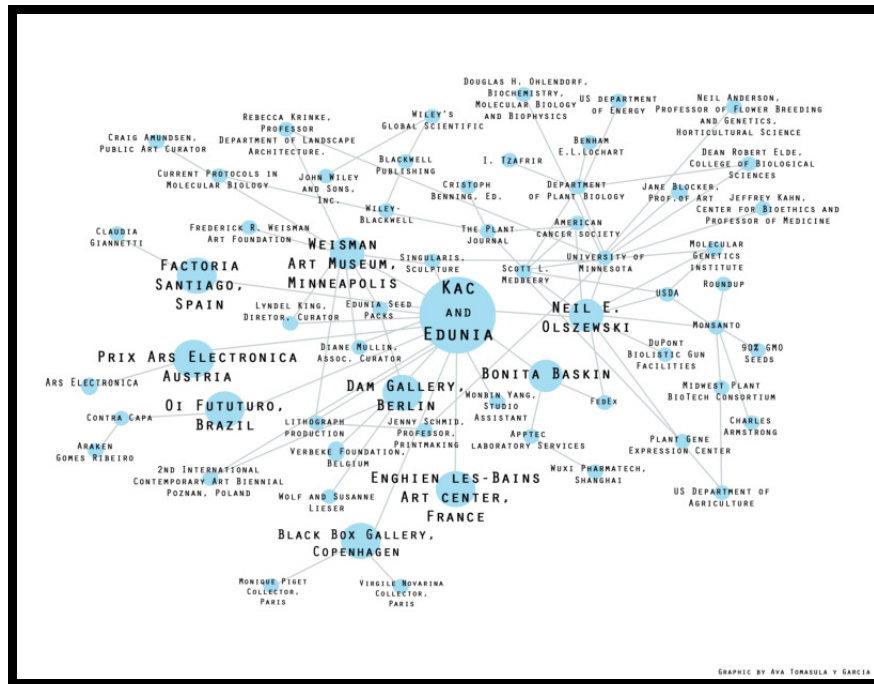 Douglas H. Ohlendorf,
Biochemistry,
Molecular Biology
and Biophysics
US department
of Energy
Neil Anderson,
Professor of Flower Breeding
and Genetics,
Horticultural Science
Rebecca Krinke,
Professor
Department of Landscape
Architecture.
Wiley's
Global Scientific
Craig Amundsen,
Public Art Curator
Benham
E.L.Lochart
Dean Robert Elde,
College of Biological
Sciences
Blackwell
Publishing
I. Tzafrir
Current Protocols in
Molecular Biology
John Wiley
and Sons,
Inc.
Cristoph
Benning, Ed.
Department
of Plant Biology
Jane Blocker,
Prof.of Art
Jeffrey Kahn,
Center for Bioethics and
Professor of Medicine
Wiley-
Blackwell
Claudia
Giannetti
Frederick R. Weisman
Art Foundation
The Plant
Journal
American
cancer society
Weisman
Art Museum,
Minneapolis
Singularis,
Sculpture
Scott L.
Medbeery
University of
Minnesota
Molecular
Genetics
institute
Factoria
Santiago,
Spain
Kac
and
Edunia
USDA
Roundup
Lyndel King,
Diretor, Curator
Edunia Seed
Packs
Neil E.
Olszewski
Monsanto
Diane Mullin,
Assoc. Curator
DuPont
Biolistic Gun
Facilities
90% GMO
Seeds
Prix Ars Electronica
Austria
Ars Electronica
Bonita Baskin
Dam Gallery,
Berlin
Wonbin Yang,
Studio
Assistant
FedEx
Midwest Plant
BioTech Consortium
Oi Fututuro,
Brazil
Contra Capa
Lithograph
production
Jenny Schmid,
Professor,
Printmaking
Apptec
laboratory Services
Plant Gene
Expression Center
Charles
Armstrong
Araken
Gomes Ribeiro
Verbeke Foundation,
Belgium
2nd International
Contemporary Art Biennial
Poznan, Poland
Enghien les-Bains
Art center,
France
Wuxi Pharmatech,
Shanghai
Wolf and Susanne
Lieser
US Department of
Agriculture
Black Box Gallery,
Copenhagen
Monique Piget
Collector,
Paris
Virgile Novarina
Collector,
Paris
Graphic by Ava Tomasula y Garcia